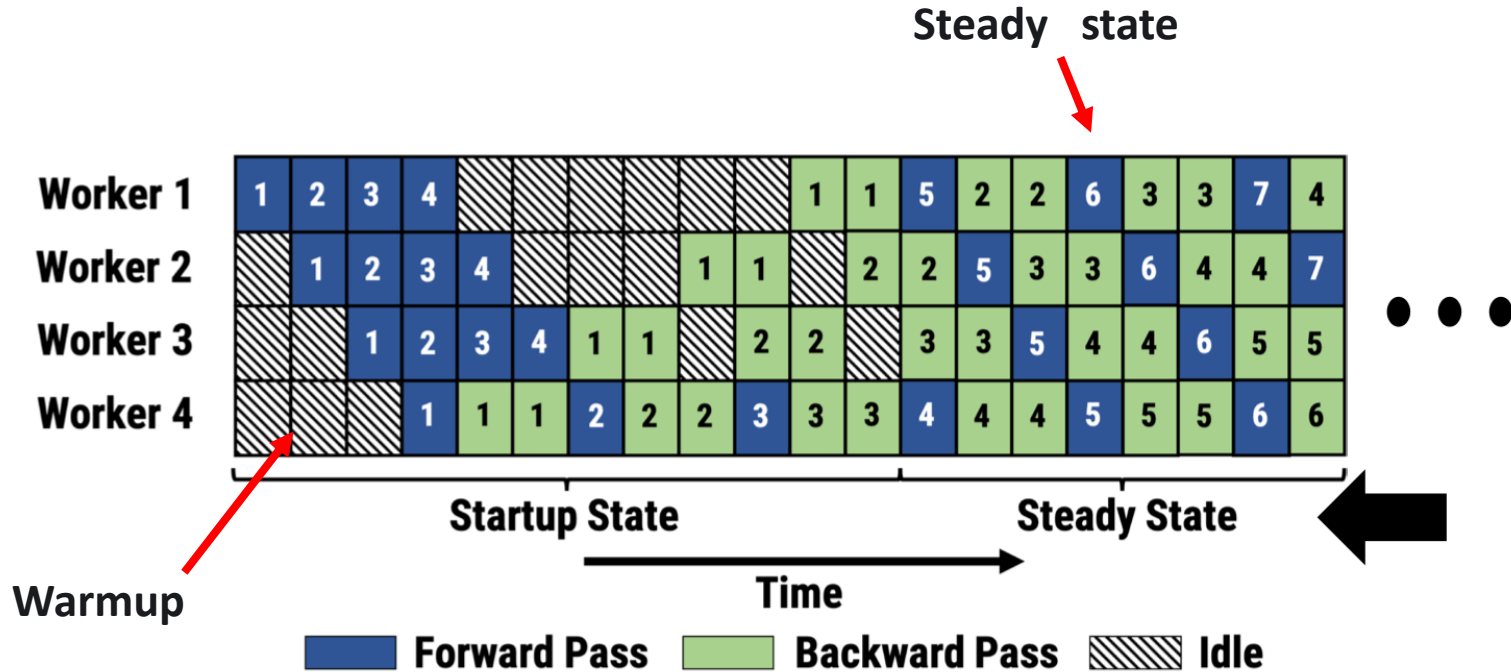 Steady state
Worker 1 1 2 3 4 1 1 5 2 2 6 3 3 7 4
Worker 2 1 2 3 4 1 1 2 2 5 3 3 6 4 4 7
Worker 3 1 2 3 4 1 1 2 2 3 3 5 4 4 6 5 5
Worker 4 1 1 1 2 2 2 3 3 3 4 4 4 5 5 5 6 6
Startup State Steady State
Time
Warmup
Forward Pass Backward Pass Idle